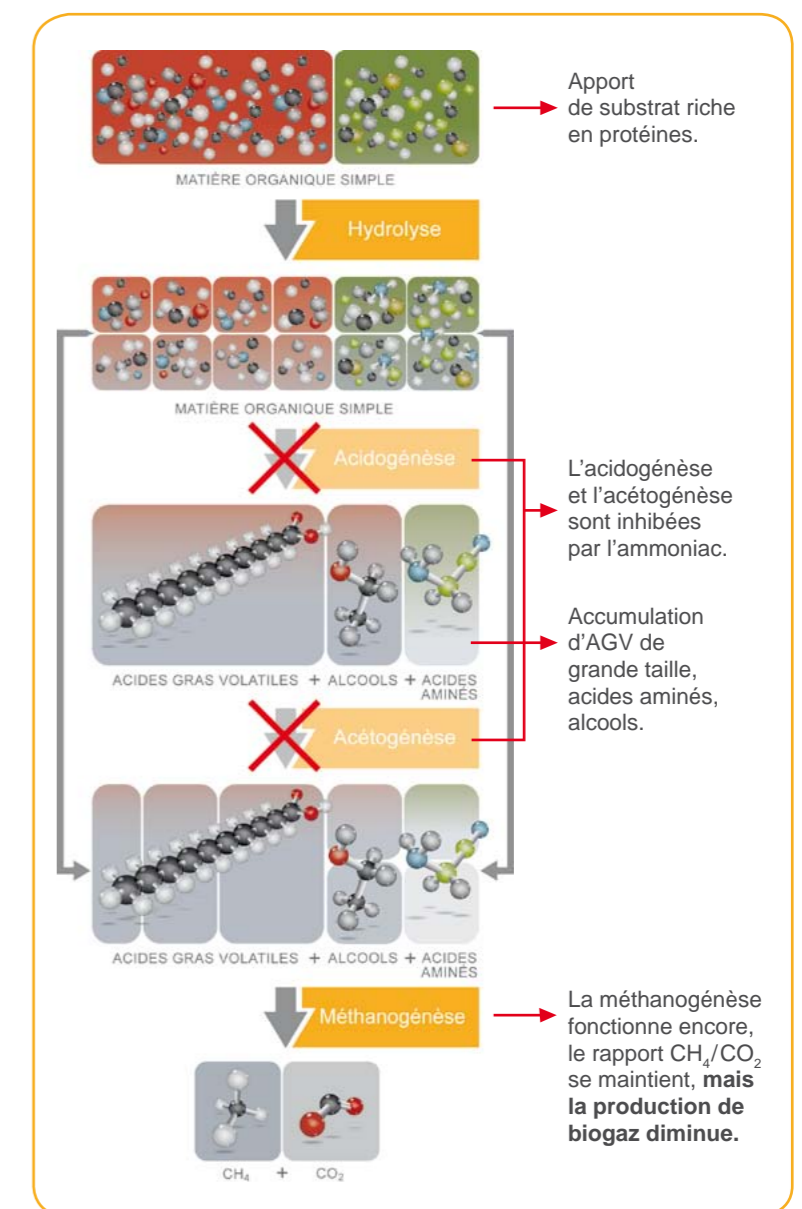 Apport
de substrat riche
en protéines.
MATIÈRE ORGANIQUE SIMPLE
Hydrolyse
MATIÈRE ORGANIQUE SIMPLE
Acidogénèse
L'acidogénèse
et l'acétogénèse
sont inhibées
par l'ammoniac.
Accumulation
d'AGV de
grande taille,
acides aminés,
alcools.
ACIDES GRAS VOLATILES + ALCOOLS + ACIDES
AMINÉS
Acétogénèse
ACIDES GRAS VOLATILES + ALCOOLS + ACIDES
AMINÉS
Méthanogénèse
La méthanogénèse
fonctionne encore,
le rapport CH₄/CO₂
se maintient, mais
la production de
biogaz diminue.
CH₄ + CO₂